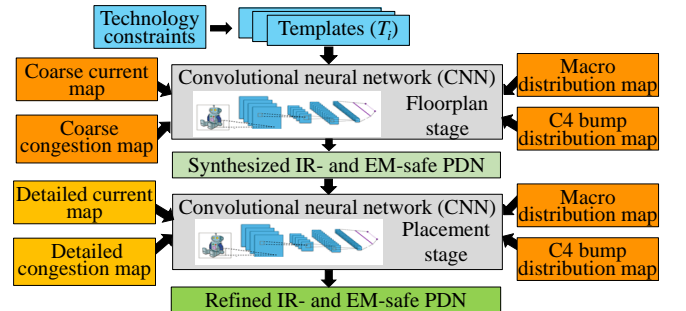 Technology
constraints
Templates (Ti)
Coarse current
map
Coarse
congestion map
Convolutional neural network (CNN)
Floorplan
stage
Macro
distribution map
C4 bump
distribution map
Synthesized IR- and EM-safe PDN
Detailed current
map
Detailed
congestion map
Convolutional neural network (CNN)
Placement
stage
Macro
distribution map
C4 bump
distribution map
Refined IR- and EM-safe PDN